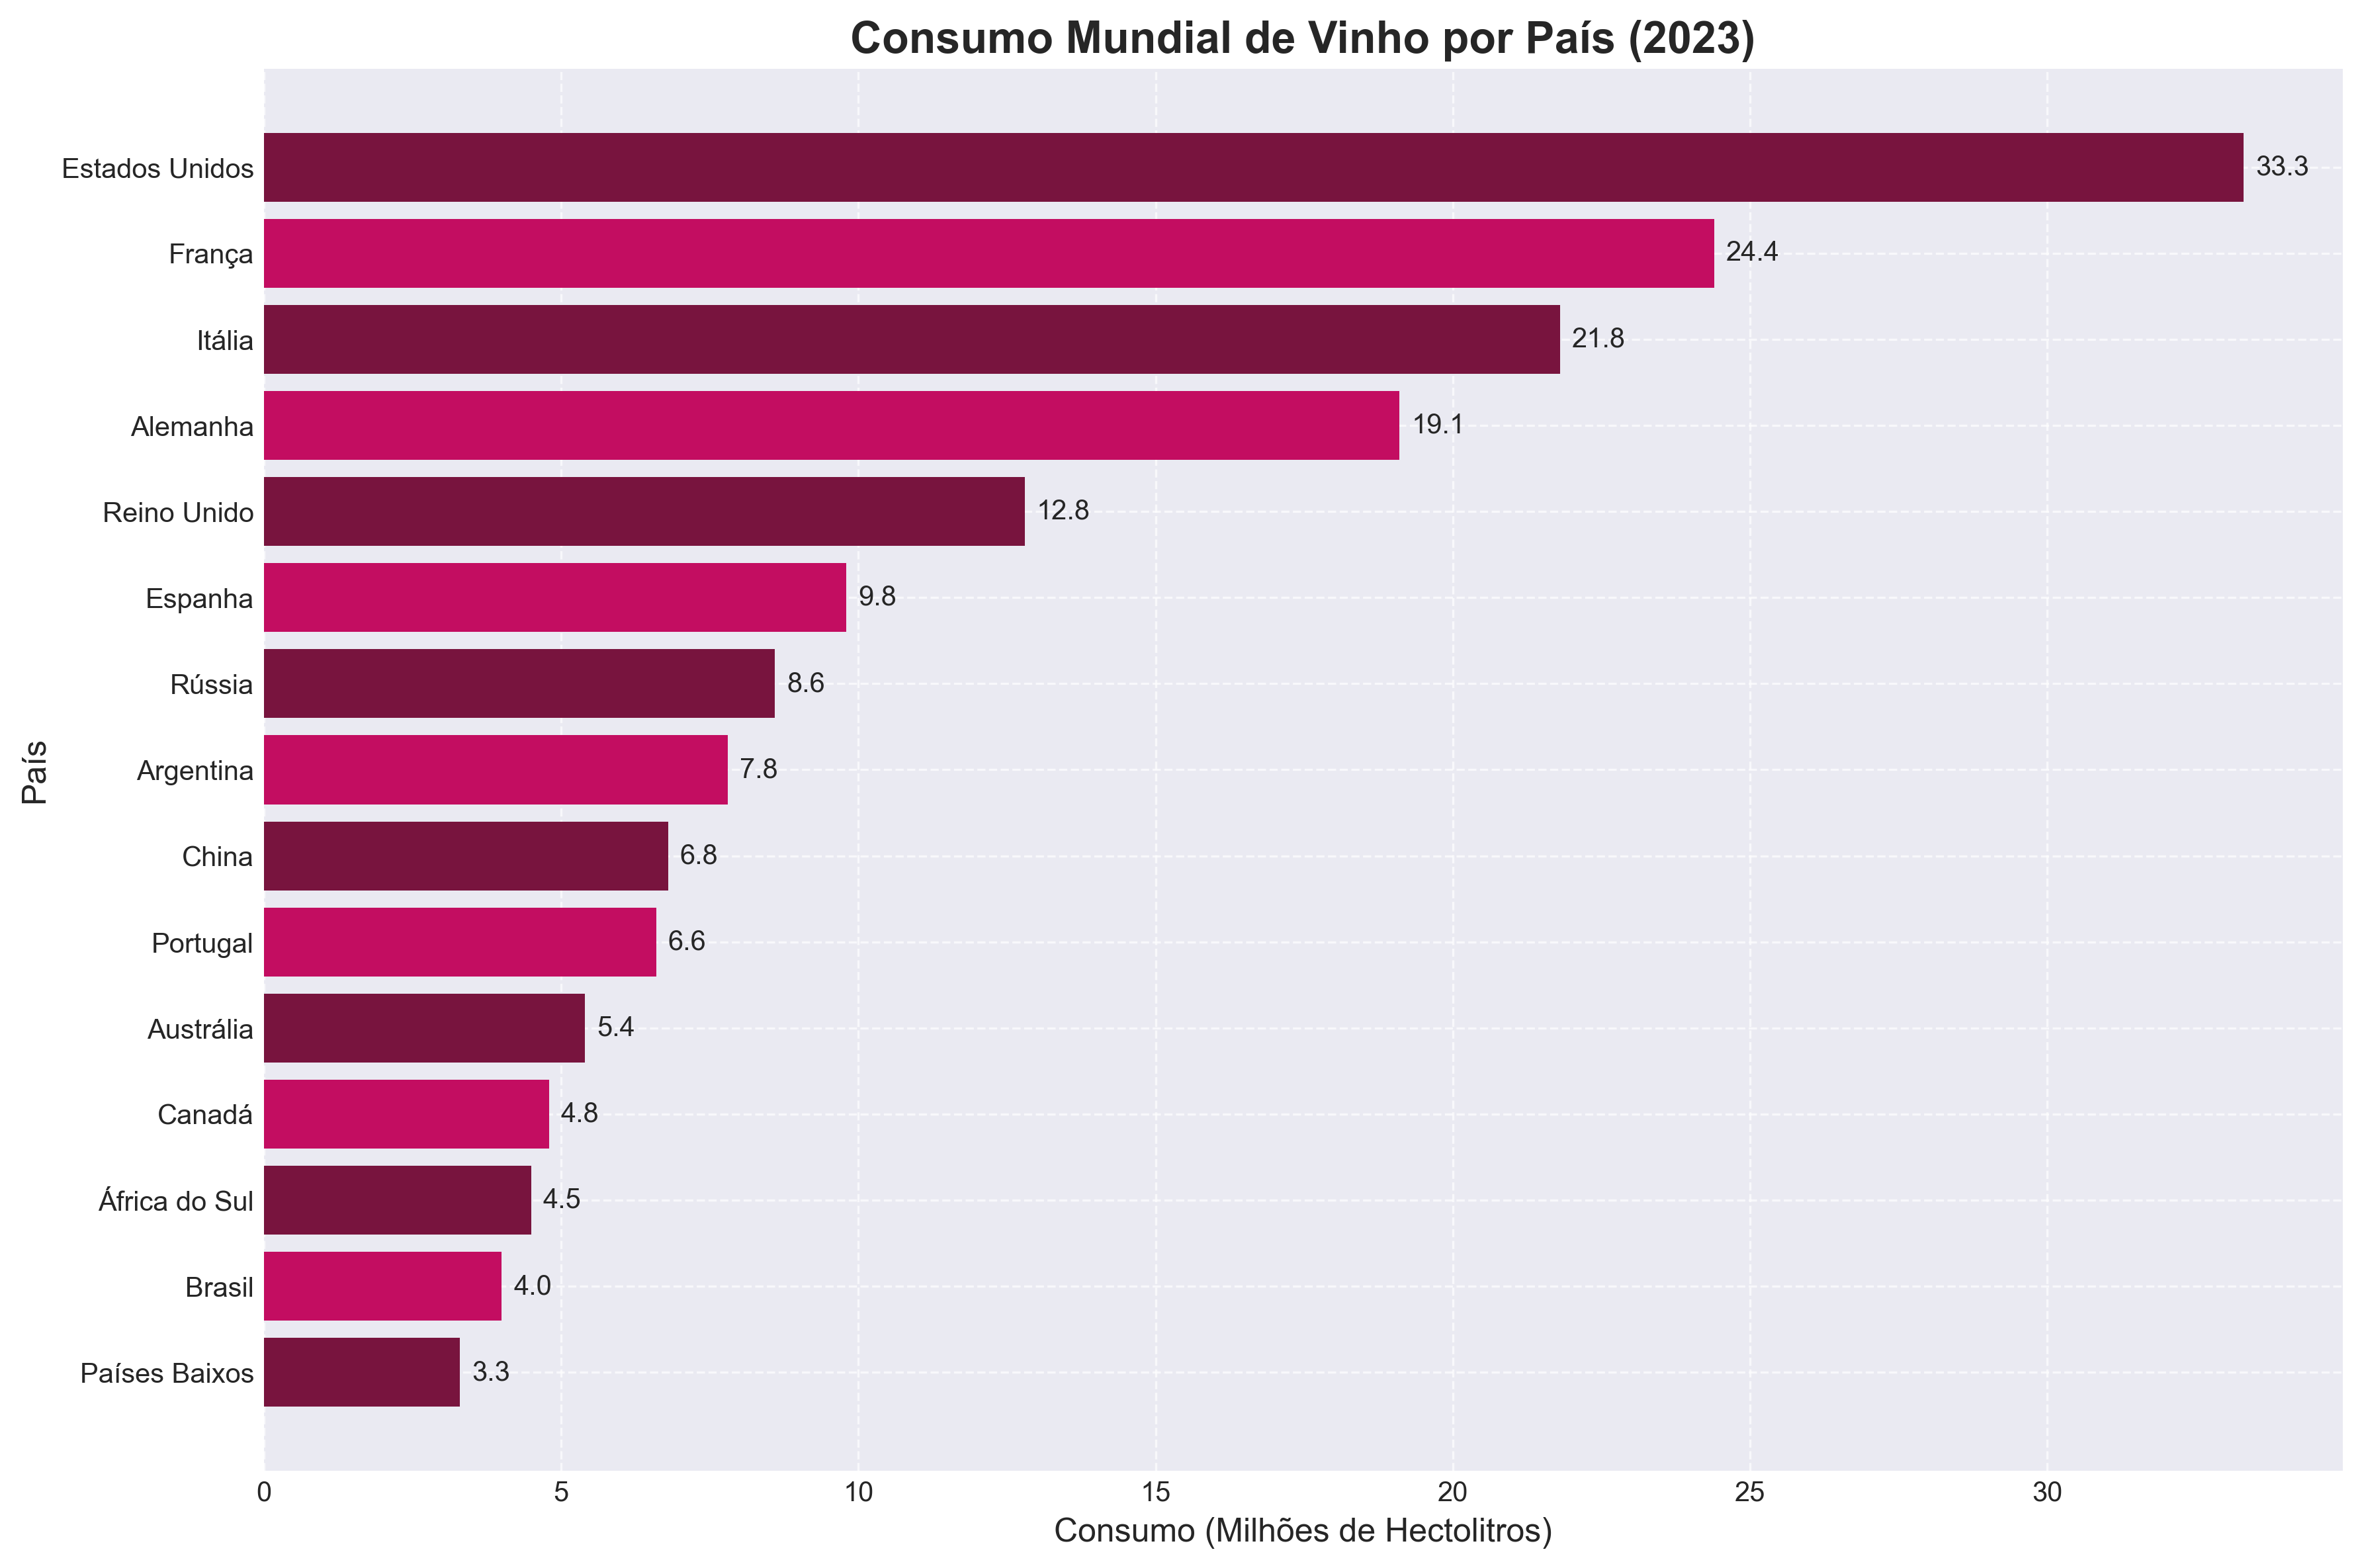 Consumo Mundial de Vinho por País (2023)
País
Estados Unidos 33.3
França 24.4
Itália 21.8
Alemanha 19.1
Reino Unido 12.8
Espanha 9.8
Rússia 8.6
Argentina 7.8
China 6.8
Portugal 6.6
Austrália 5.4
Canadá 4.8
África do Sul 4.5
Brasil 4.0
Países Baixos 3.3
0 5 10 15 20 25 30
Consumo (Milhões de Hectolitros)